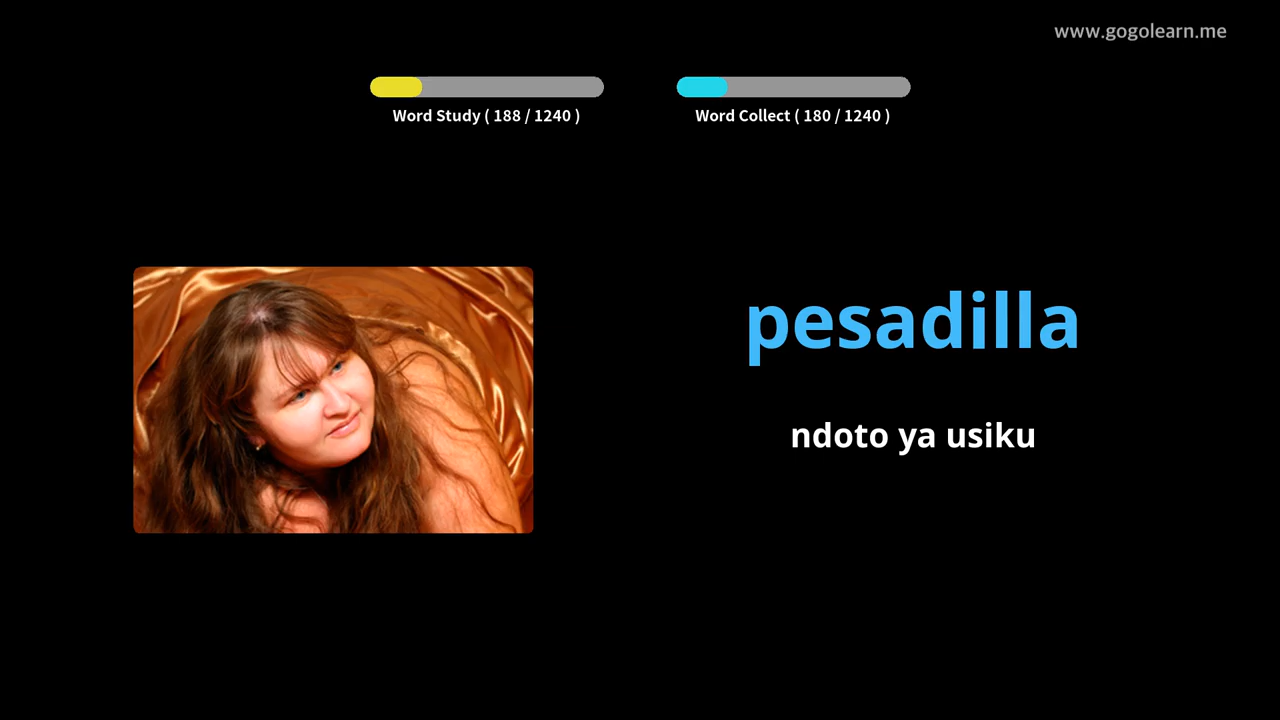 www.gogolearn.me
Word Study ( 188 / 1240 )
Word Collect ( 180 / 1240 )
pesadilla
ndoto ya usiku